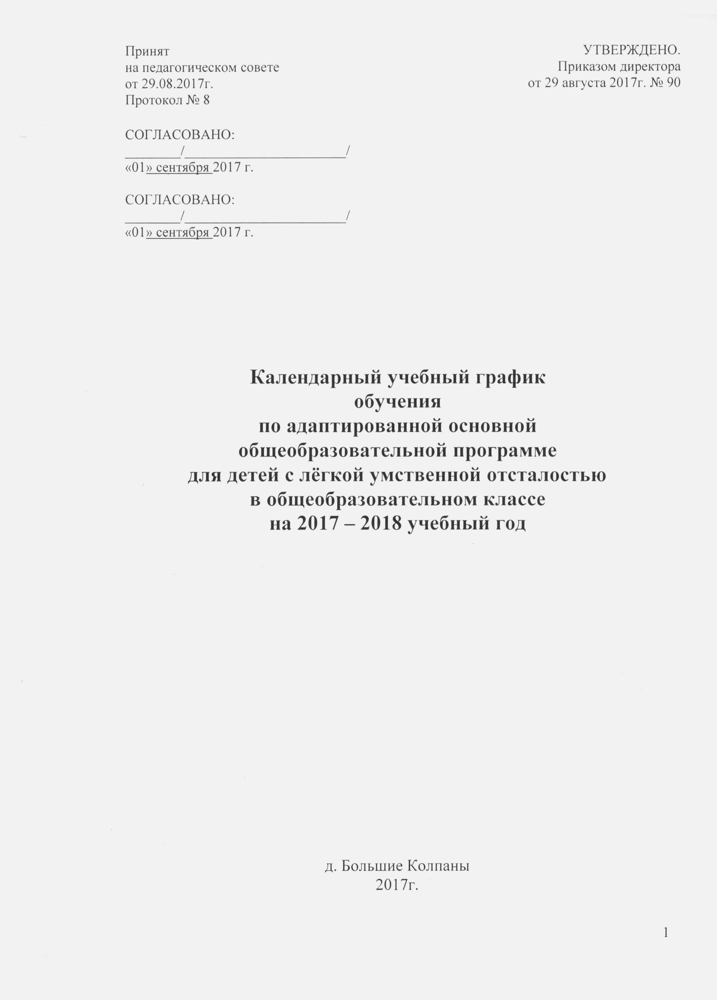 Принят
на педагогическом совете
от 29.08.2017г.
Протокол № 8
УТВЕРЖДЕНО.
Приказом директора
от 29 августа 2017г. № 90
СОГЛАСОВАНО:
________/________________________/
«01» сентября 2017 г.
СОГЛАСОВАНО:
________/________________________/
«01» сентября 2017 г.
Календарный учебный график
обучения
по адаптированной основной
общеобразовательной программе
для детей с лёгкой умственной отсталостью
в общеобразовательном классе
на 2017 – 2018 учебный год
д. Большие Колпаны
2017г.
1